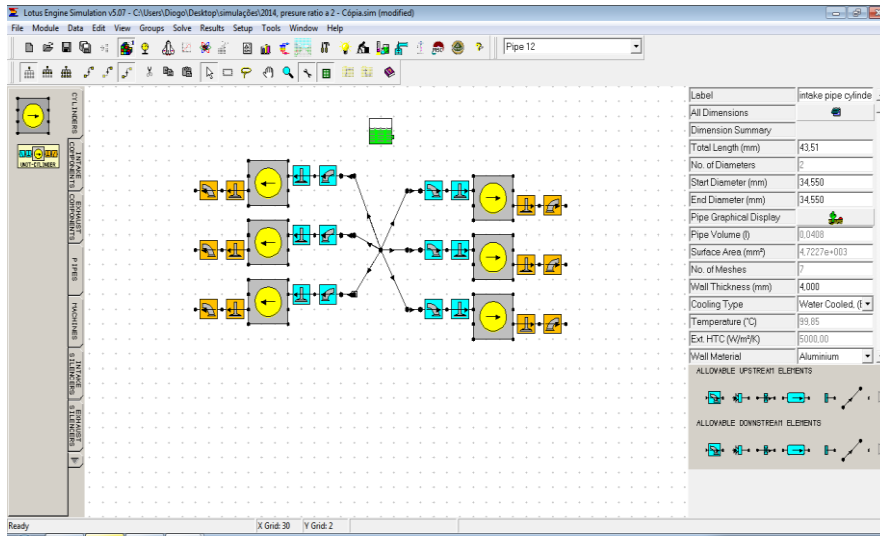 Lotus Engine Simulation v5.07 - C:\Users\Diogo\Desktop\simulações\2014, presure ratio a 2 - Cópia.sim (modified)
File Module Data Edit View Groups Solve Results Setup Tools Window Help
Pipe 12
CYLINDERS
UNIT-CYLINDER
INTAKE COMPONENTS
EXHAUST COMPONENTS
PIPES
MACHINES
INTAKE SILENCERS
EXHAUST SILENCERS
Label intake pipe cylinde
All Dimensions
Dimension Summary
Total Length (mm) 43,51
No. of Diameters 2
Start Diameter (mm) 34,550
End Diameter (mm) 34,550
Pipe Graphical Display
Pipe Volume (l) 0,0408
Surface Area (mm²) 4,7227e+003
No. of Meshes 7
Wall Thickness (mm) 4,000
Cooling Type Water Cooled, (E
Temperature (°C) 99,85
Ext. HTC (W/m²/K) 5000,00
Wall Material Aluminium
ALLOWABLE UPSTREAM ELEMENTS
ALLOWABLE DOWNSTREAM ELEMENTS
Ready
X Grid: 30 Y Grid: 2